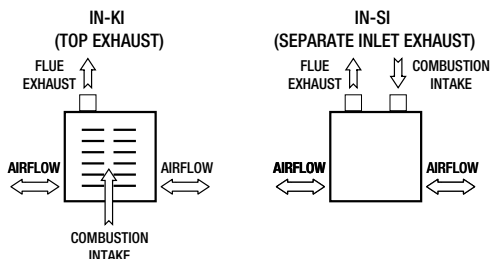 IN-KI
(TOP EXHAUST)
FLUE
EXHAUST
AIRFLOW
AIRFLOW
COMBUSTION
INTAKE
IN-SI
(SEPARATE INLET EXHAUST)
FLUE
EXHAUST
COMBUSTION
INTAKE
AIRFLOW
AIRFLOW